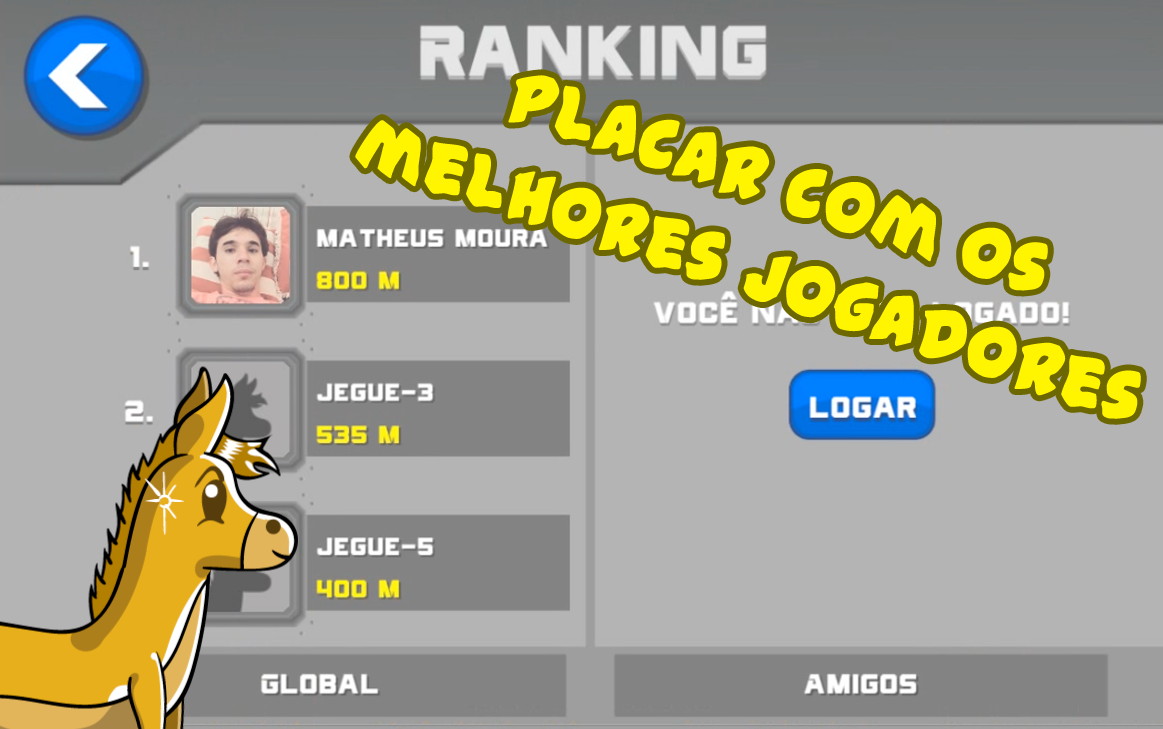 RANKING
PLACAR COM OS
MELHORES JOGADORES
1.
MATHEUS MOURA
800 M
2.
JEGUE-3
535 M
JEGUE-5
400 M
VOCÊ NÃ OGADO!
LOGAR
GLOBAL
AMIGOS